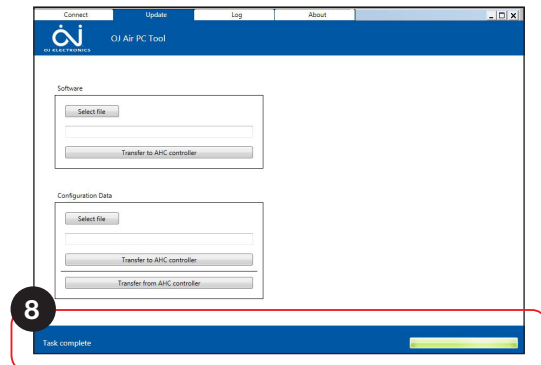 Connect Update Log About
OJ ELECTRONICS
OJ Air PC Tool
Software
Select file
Transfer to AHC controller
Configuration Data
Select file
Transfer to AHC controller
Transfer from AHC controller
8
Task complete